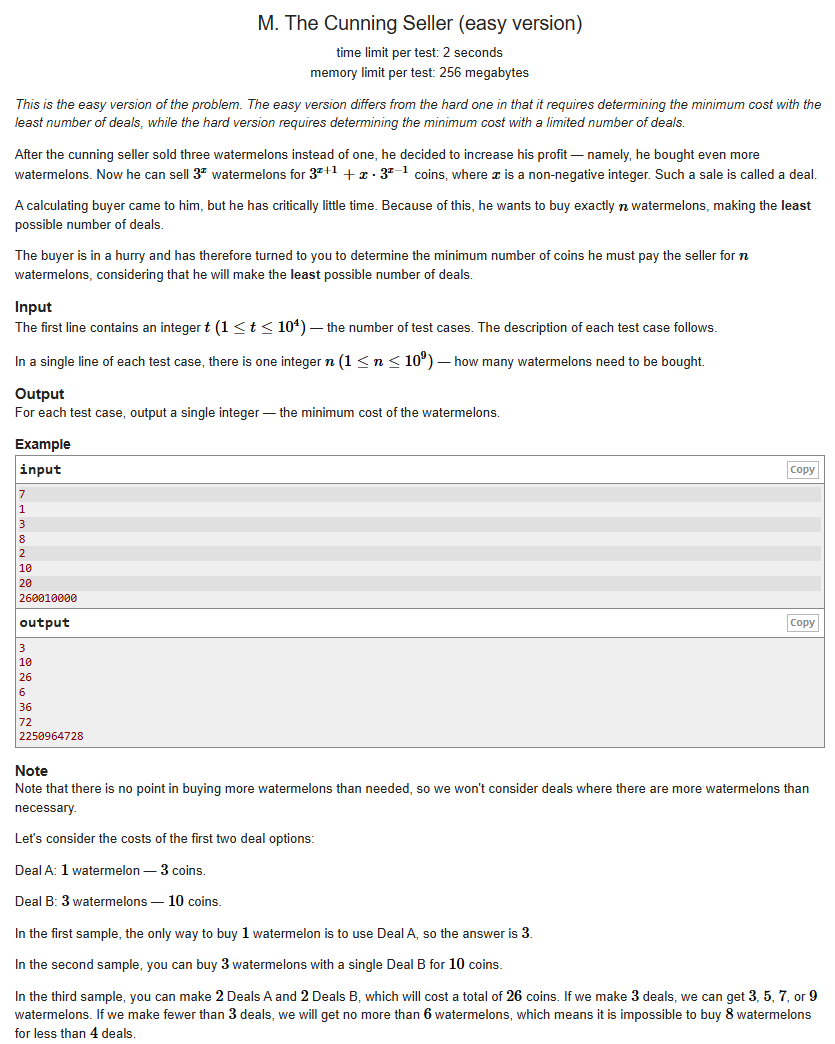 M. The Cunning Seller (easy version)
time limit per test: 2 seconds
memory limit per test: 256 megabytes
This is the easy version of the problem. The easy version differs from the hard one in that it requires determining the minimum cost with the
least number of deals, while the hard version requires determining the minimum cost with a limited number of deals.
After the cunning seller sold three watermelons instead of one, he decided to increase his profit — namely, he bought even more
watermelons. Now he can sell 3^x watermelons for 3^{x+1} + x · 3^{x−1} coins, where x is a non-negative integer. Such a sale is called a deal.
A calculating buyer came to him, but he has critically little time. Because of this, he wants to buy exactly n watermelons, making the least
possible number of deals.
The buyer is in a hurry and has therefore turned to you to determine the minimum number of coins he must pay the seller for n
watermelons, considering that he will make the least possible number of deals.
Input
The first line contains an integer t (1 ≤ t ≤ 10^4) — the number of test cases. The description of each test case follows.
In a single line of each test case, there is one integer n (1 ≤ n ≤ 10^9) — how many watermelons need to be bought.
Output
For each test case, output a single integer — the minimum cost of the watermelons.
Example
input Copy
7
1
3
8
2
10
20
260010000
output Copy
3
10
26
6
36
72
2250964728
Note
Note that there is no point in buying more watermelons than needed, so we won't consider deals where there are more watermelons than
necessary.
Let's consider the costs of the first two deal options:
Deal A: 1 watermelon — 3 coins.
Deal B: 3 watermelons — 10 coins.
In the first sample, the only way to buy 1 watermelon is to use Deal A, so the answer is 3.
In the second sample, you can buy 3 watermelons with a single Deal B for 10 coins.
In the third sample, you can make 2 Deals A and 2 Deals B, which will cost a total of 26 coins. If we make 3 deals, we can get 3, 5, 7, or 9
watermelons. If we make fewer than 3 deals, we will get no more than 6 watermelons, which means it is impossible to buy 8 watermelons
for less than 4 deals.